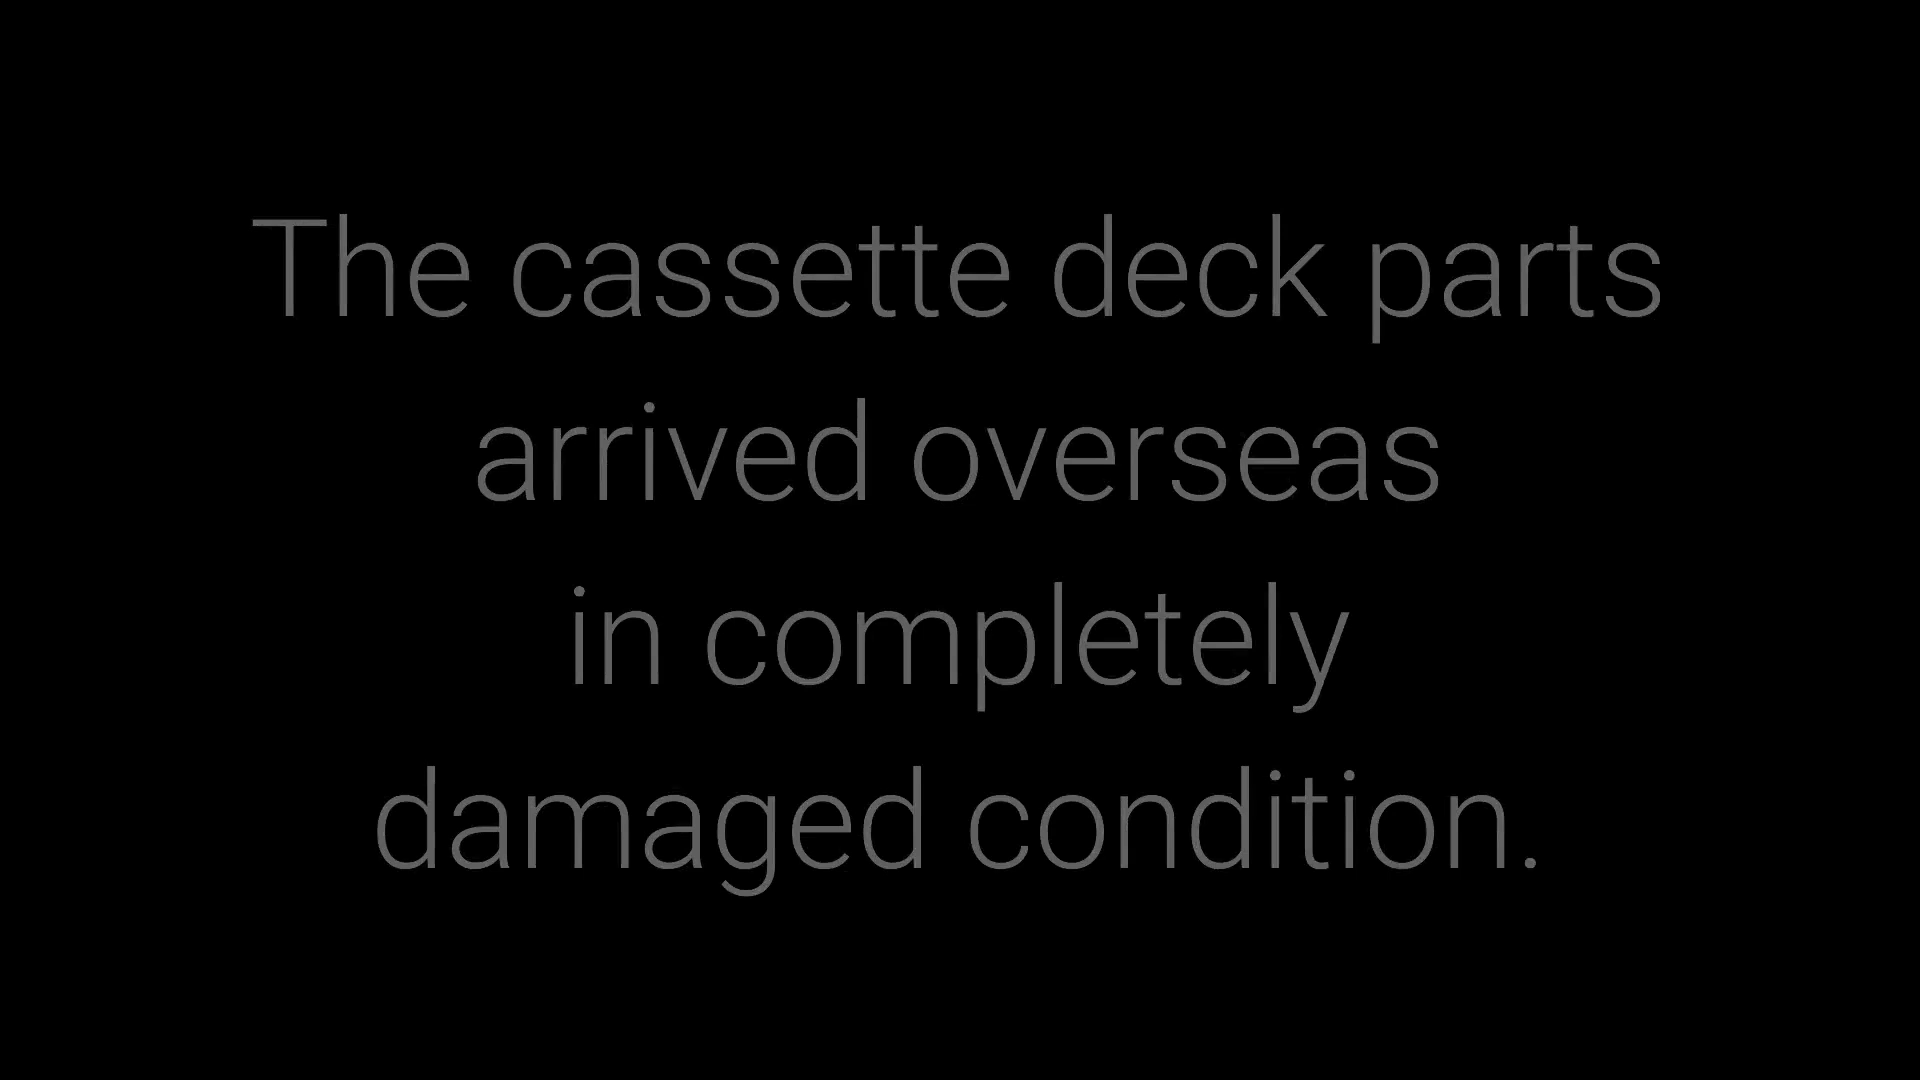 The cassette deck parts
arrived overseas
in completely
damaged condition.